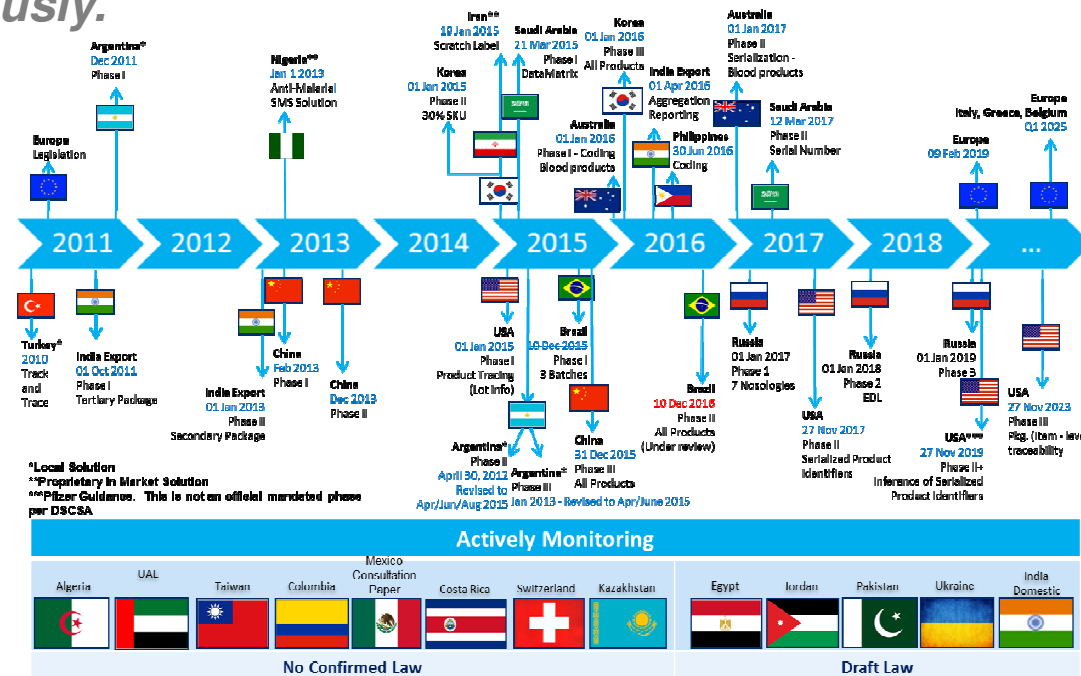 usly.
Argentina*
Dec 2011
Phase I
Europe
Legislation
Nigeria**
Jan 1 2013
Anti-Malarial
SMS Solution
Iran**
19 Jan 2015
Scratch Label
Korea
01 Jan 2015
Phase II
30% SKU
Saudi Arabia
21 Mar 2015
Phase I
DataMatrix
Korea
01 Jan 2016
Phase III
All Products
Australia
01 Jan 2016
Phase I - Coding
Blood products
India Export
01 Apr 2016
Aggregation
Reporting
Philippines
30 Jun 2016
Coding
Australia
01 Jan 2017
Phase II
Serialization -
Blood products
Saudi Arabia
12 Mar 2017
Phase II
Serial Number
Europe
09 Feb 2019
Europe
Italy, Greece, Belgium
Q1 2025
2011
2012
2013
2014
2015
2016
2017
2018
...
Turkey*
2010
Track
and
Trace
India Export
01 Oct 2011
Phase I
Tertiary Package
India Export
01 Jan 2013
Phase II
Secondary Package
China
Feb 2013
Phase I
China
Dec 2013
Phase II
USA
01 Jan 2015
Phase I
Product Tracing
(Lot Info)
Argentina*
Phase II
April 30, 2012
Revised to
Apr/Jun/Aug 2015
Argentina*
Phase III
Jan 2013 - Revised to Apr/June 2015
Brazil
10 Dec 2015
Phase I
3 Batches
China
31 Dec 2015
Phase III
All Products
Brazil
10 Dec 2016
Phase II
All Products
(Under review)
Russia
01 Jan 2017
Phase 1
7 Nosologies
USA
27 Nov 2017
Phase II
Serialized Product
Identifiers
Russia
01 Jan 2018
Phase 2
EDL
Russia
01 Jan 2019
Phase 3
USA***
27 Nov 2019
Phase II+
Inference of Serialized
Product Identifiers
USA
27 Nov 2023
Phase III
Pkg. (Item - leve
traceability
*Local Solution
**Proprietary In Market Solution
***Pfizer Guidance. This is not an official mandated phase
per DSCSA
Actively Monitoring
Algeria
UAE
Taiwan
Colombia
Mexico
Consultation
Paper
Costa Rica
Switzerland
Kazakhstan
Egypt
Jordan
Pakistan
Ukraine
India
Domestic
No Confirmed Law
Draft Law